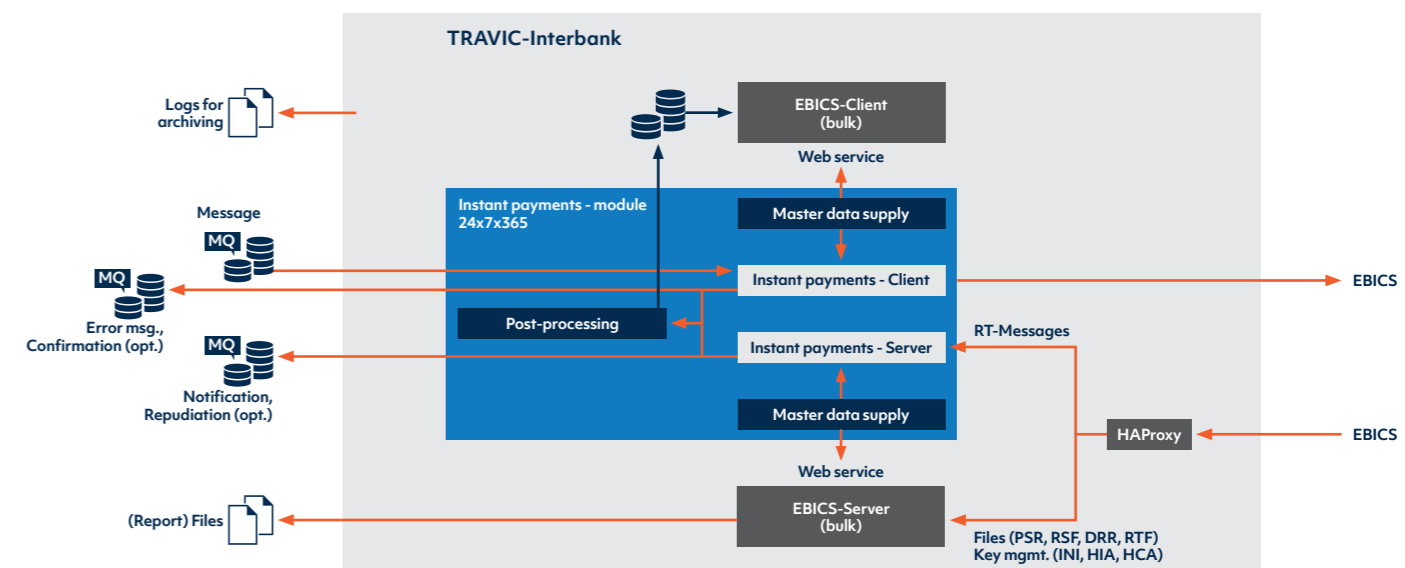 TRAVIC-Interbank
Logs for
archiving
EBICS-Client
(bulk)
Web service
Instant payments - module
24x7x365
Master data supply
Message
MQ
Instant payments - Client
EBICS
MQ
Error msg.,
Confirmation (opt.)
Post-processing
RT-Messages
MQ
Instant payments - Server
Notification,
Repudiation (opt.)
Master data supply
HAProxy
EBICS
Web service
EBICS-Server
(bulk)
(Report) Files
Files (PSR, RSF, DRR, RTF)
Key mgmt. (INI, HIA, HCA)